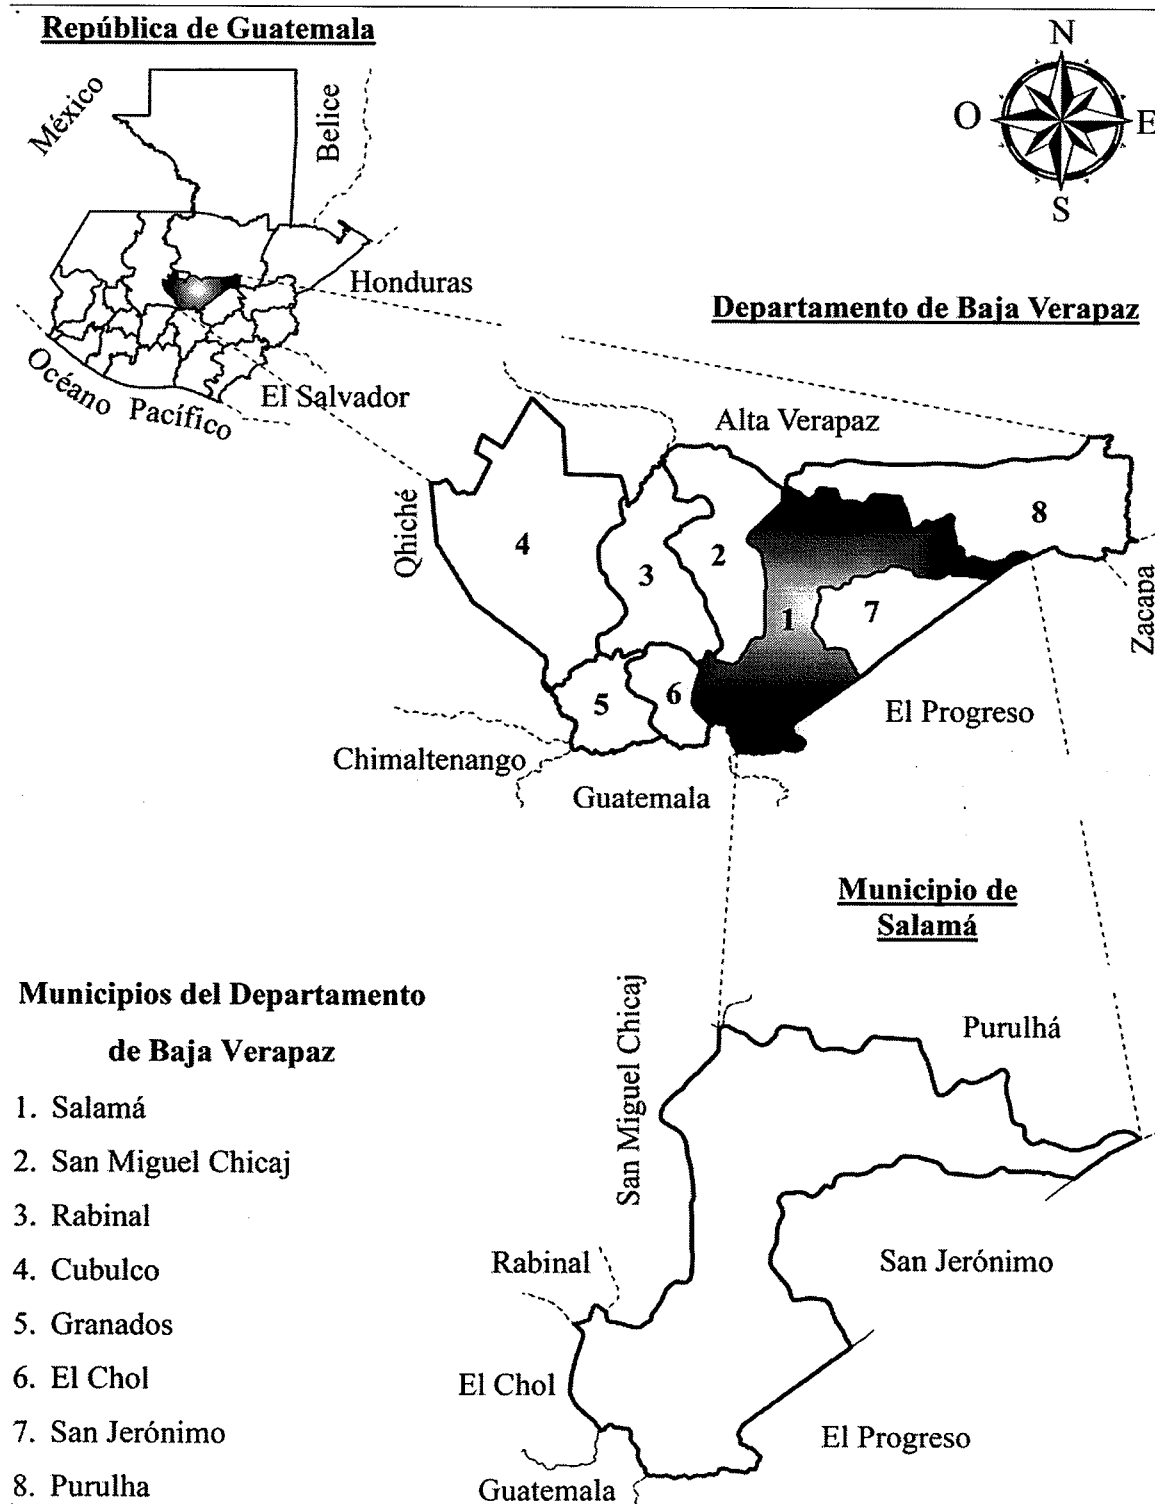 República de Guatemala
México
Belice
Honduras
El Salvador
Océano Pacífico
N
O
E
S
Departamento de Baja Verapaz
Alta Verapaz
Qhiché
4
3
2
1
7
8
5
6
Zacapa
El Progreso
Chimaltenango
Guatemala
Municipio de
Salamá
San Miguel Chicaj
Purulhá
Rabinal
San Jerónimo
El Chol
El Progreso
Guatemala
Municipios del Departamento
de Baja Verapaz
1. Salamá
2. San Miguel Chicaj
3. Rabinal
4. Cubulco
5. Granados
6. El Chol
7. San Jerónimo
8. Purulha